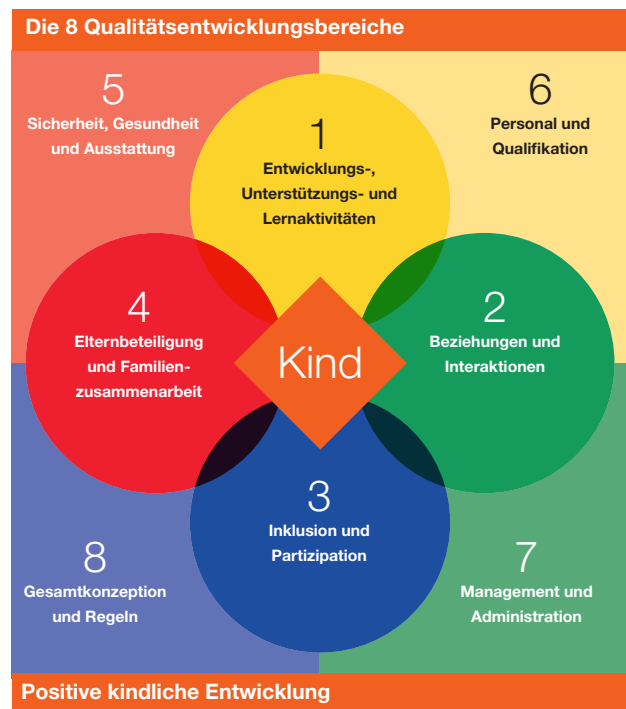 Die 8 Qualitätsentwicklungsbereiche
5
Sicherheit, Gesundheit
und Ausstattung
1
Entwicklungs-,
Unterstützungs- und
Lernaktivitäten
6
Personal und
Qualifikation
4
Elternbeteiligung
und Familien-
zusammenarbeit
Kind
2
Beziehungen und
Interaktionen
3
Inklusion und
Partizipation
8
Gesamtkonzeption
und Regeln
7
Management und
Administration
Positive kindliche Entwicklung